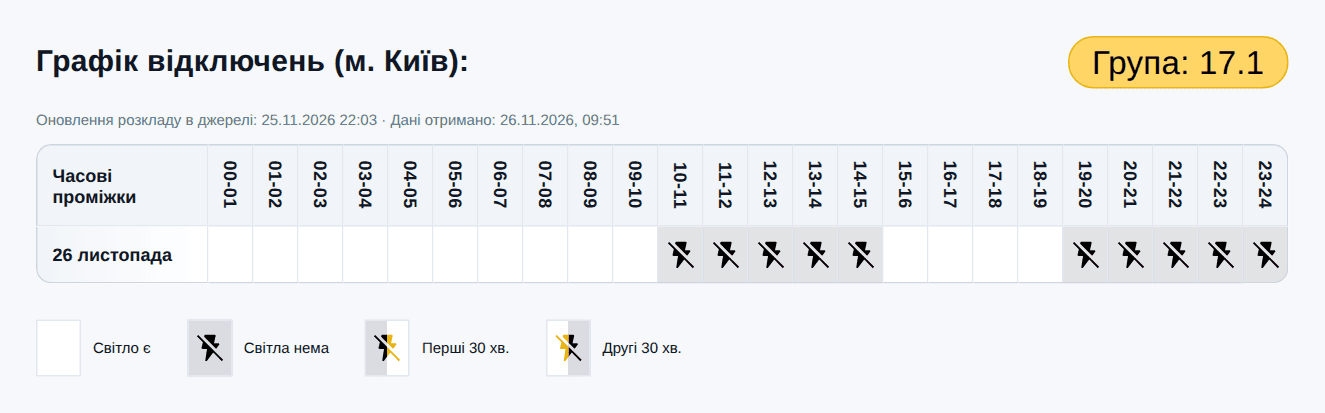 Графік відключень (м. Київ):
Група: 17.1
Оновлення розкладу в джерелі: 25.11.2026 22:03 · Дані отримано: 26.11.2026, 09:51
Часові проміжки 00-01 01-02 02-03 03-04 04-05 05-06 06-07 07-08 08-09 09-10 10-11 11-12 12-13 13-14 14-15 15-16 16-17 17-18 18-19 19-20 20-21 21-22 22-23 23-24
26 листопада
Світло є Світла нема Перші 30 хв. Другі 30 хв.